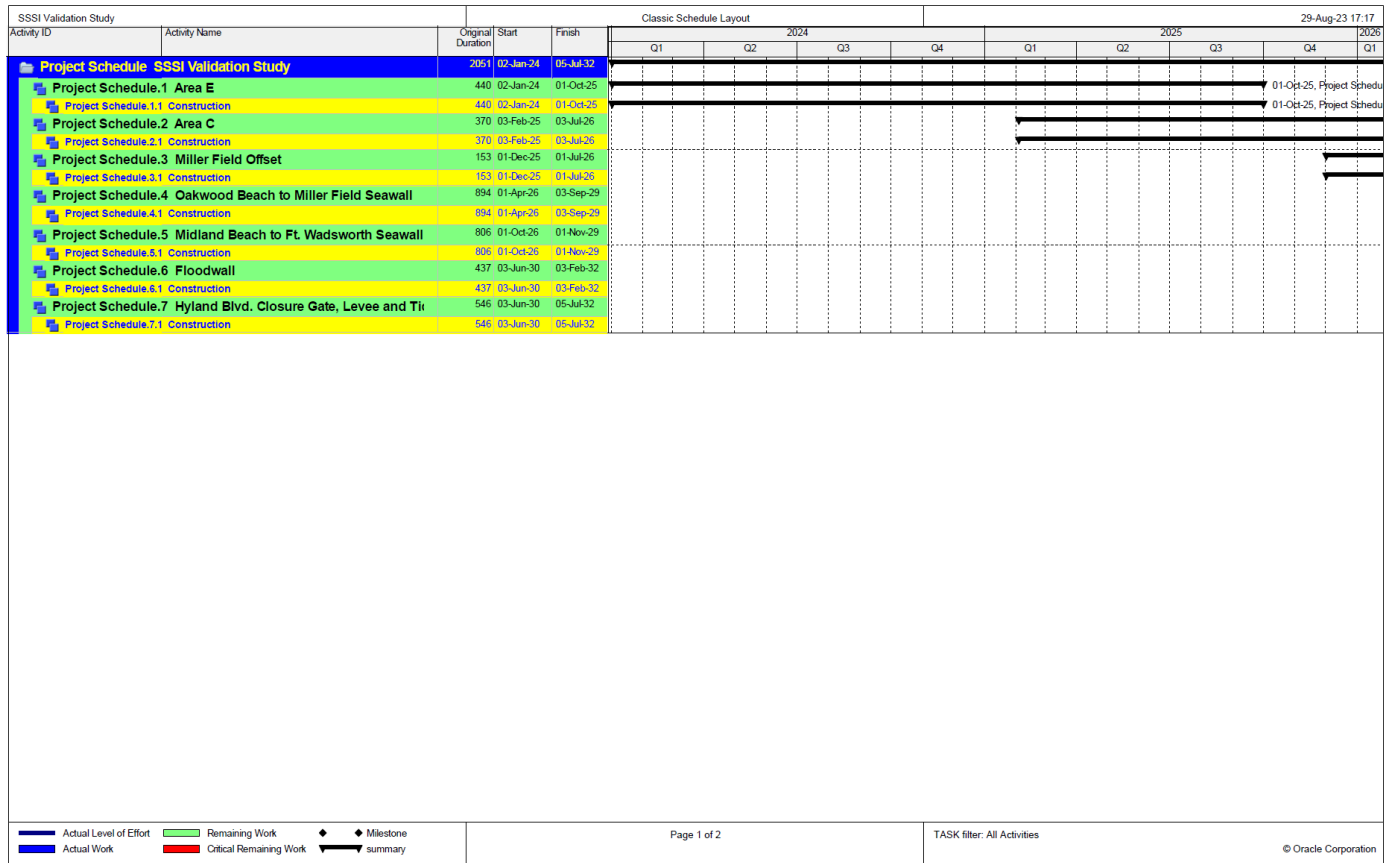 SSSI Validation Study Classic Schedule Layout 29-Aug-23 17:17
Activity ID Activity Name Original Duration Start Finish 2024 2025 2026
Q1 Q2 Q3 Q4 Q1 Q2 Q3 Q4 Q1
Project Schedule SSSI Validation Study 2051 02-Jan-24 05-Jul-32
Project Schedule.1 Area E 440 02-Jan-24 01-Oct-25 01-Oct-25, Project Schedu
Project Schedule.1.1 Construction 440 02-Jan-24 01-Oct-25 01-Oct-25, Project Schedu
Project Schedule.2 Area C 370 03-Feb-25 03-Jul-26
Project Schedule.2.1 Construction 370 03-Feb-25 03-Jul-26
Project Schedule.3 Miller Field Offset 153 01-Dec-25 01-Jul-26
Project Schedule.3.1 Construction 153 01-Dec-25 01-Jul-26
Project Schedule.4 Oakwood Beach to Miller Field Seawall 894 01-Apr-26 03-Sep-29
Project Schedule.4.1 Construction 894 01-Apr-26 03-Sep-29
Project Schedule.5 Midland Beach to Ft. Wadsworth Seawall 806 01-Oct-26 01-Nov-29
Project Schedule.5.1 Construction 806 01-Oct-26 01-Nov-29
Project Schedule.6 Floodwall 437 03-Jun-30 03-Feb-32
Project Schedule.6.1 Construction 437 03-Jun-30 03-Feb-32
Project Schedule.7 Hyland Blvd. Closure Gate, Levee and Tid 546 03-Jun-30 05-Jul-32
Project Schedule.7.1 Construction 546 03-Jun-30 05-Jul-32
Actual Level of Effort Remaining Work Milestone Page 1 of 2 TASK filter: All Activities
Actual Work Critical Remaining Work summary
© Oracle Corporation